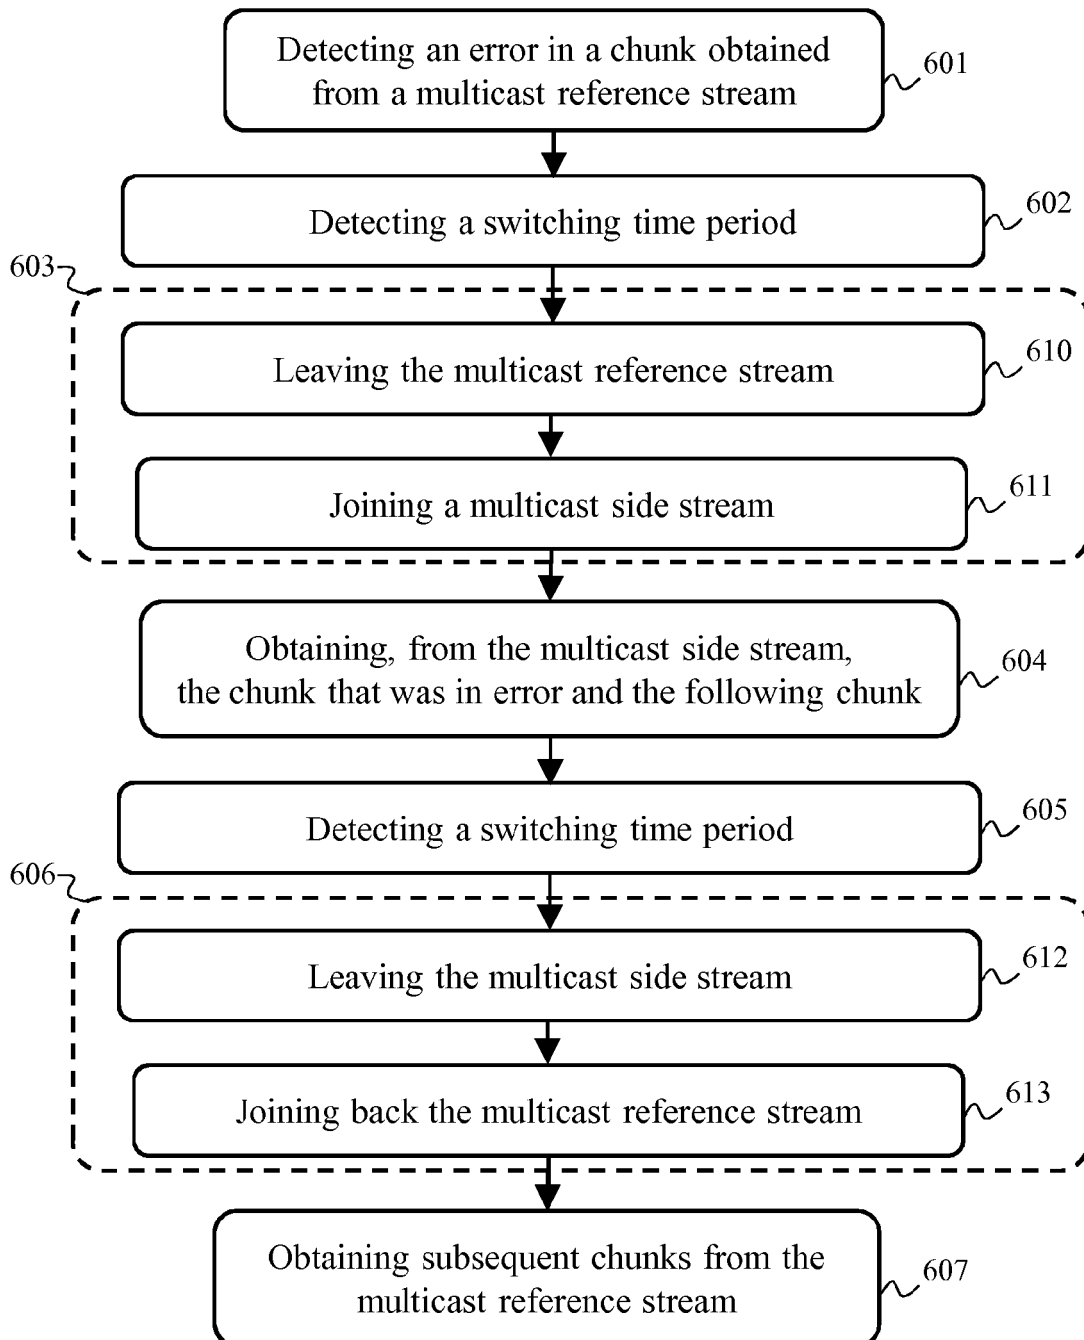 Detecting an error in a chunk obtained
from a multicast reference stream
601
Detecting a switching time period
602
603
Leaving the multicast reference stream
610
Joining a multicast side stream
611
Obtaining, from the multicast side stream,
the chunk that was in error and the following chunk
604
Detecting a switching time period
605
606
Leaving the multicast side stream
612
Joining back the multicast reference stream
613
Obtaining subsequent chunks from the
multicast reference stream
607